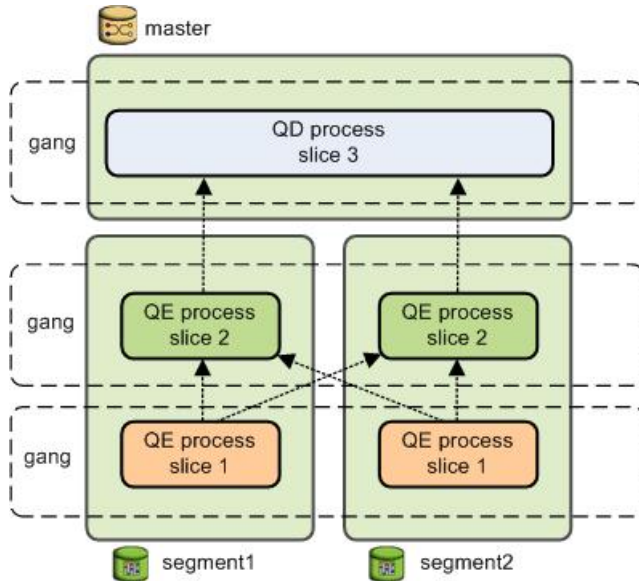 master
gang
QD process
slice 3
gang
QE process
slice 2
QE process
slice 2
gang
QE process
slice 1
QE process
slice 1
segment1
segment2